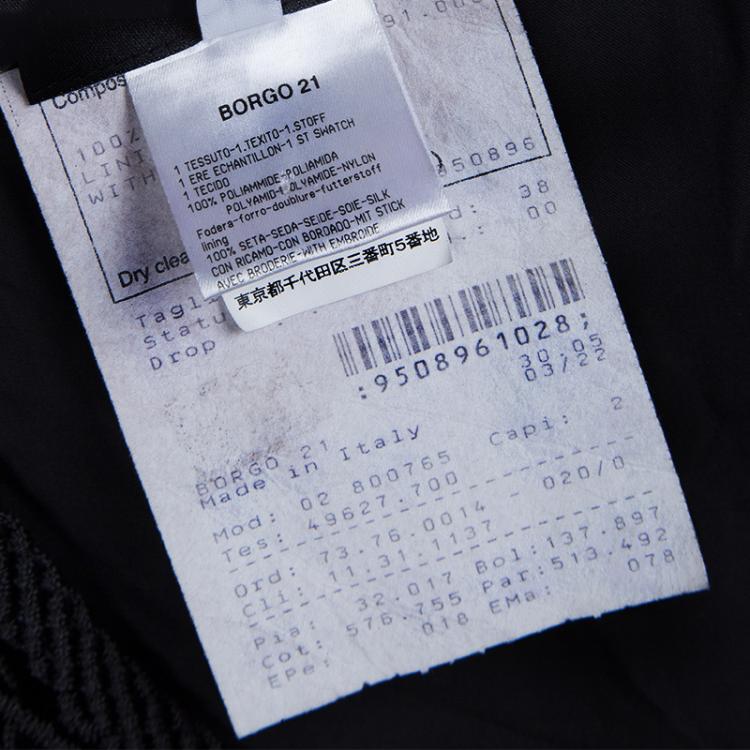 Compos
91.003
100%
LINI
WITH
850896
Dry clea
BORGO 21
1 TESSUTO-1.TEXITO-1.STOFF
1 ERE ECHANTILLON-1 ST SWATCH
1 TECIDO
100% POLIAMMIDE-POLIAMIDA
POLYAMID-POLYAMIDE-NYLON
Fodera-forro-doublure-futterstoff
lining
100% SETA-SEDA-SEIDE-SOIE-SILK
CON RICAMO-CON BORDADO-MIT STICK
AVEC BRODERIE-WITH EMBROIDE
東京都千代田区三番町5番地
Tagl d: 38
Statu l: 00
Drop
:9508961028;
30.05
03/22
BORGO 21
Made in Italy
Mod: 02 800765 Capi: 2
Tes: 49627.700
Ord: 73.76.0014 - 020/0
Cli: 11.31.1137
Pia: 32.017 Bol:137.897
Cot: 576.755 Par:513.492
EPe: 018 EMa: 078